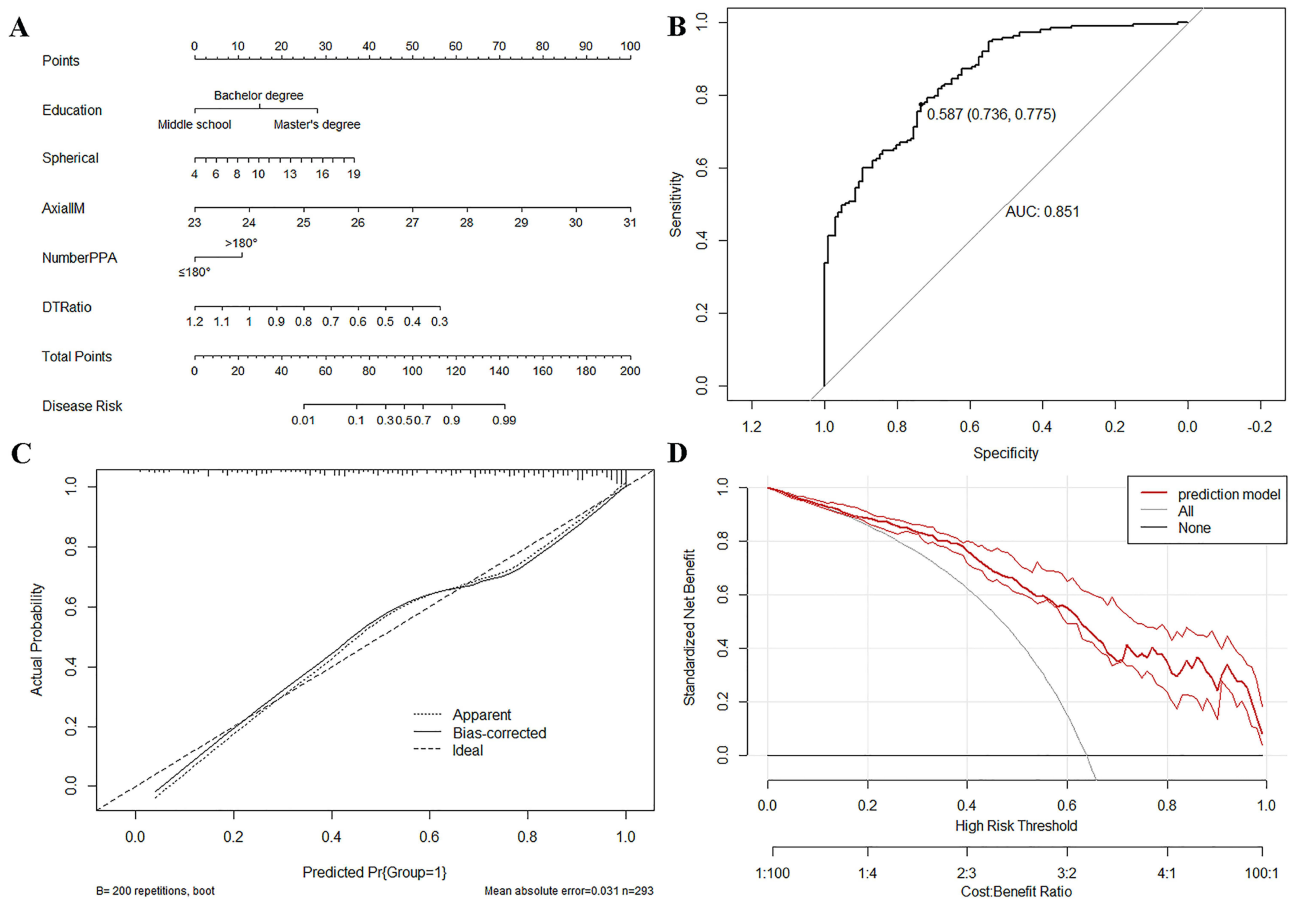 A
Points
0 10 20 30 40 50 60 70 80 90 100
Education
Bachelor degree
Middle school Master's degree
Spherical
4 6 8 10 13 16 19
AxialIM
23 24 25 26 27 28 29 30 31
NumberPPA
>180°
≤180°
DTRatio
1.2 1.1 1 0.9 0.8 0.7 0.6 0.5 0.4 0.3
Total Points
0 20 40 60 80 100 120 140 160 180 200
Disease Risk
0.01 0.1 0.3 0.5 0.7 0.9 0.99
B
Sensitivity
1.0
0.8
0.6
0.4
0.2
0.0
0.587 (0.736, 0.775)
AUC: 0.851
1.2 1.0 0.8 0.6 0.4 0.2 0.0 -0.2
Specificity
C
Actual Probability
1.0
0.8
0.6
0.4
0.2
0.0
Apparent
Bias-corrected
Ideal
0.0 0.2 0.4 0.6 0.8 1.0
Predicted Pr{Group=1}
B= 200 repetitions, boot
Mean absolute error=0.031 n=293
D
Standardized Net Benefit
1.0
0.8
0.6
0.4
0.2
0.0
prediction model
All
None
0.0 0.2 0.4 0.6 0.8 1.0
High Risk Threshold
1:100 1:4 2:3 3:2 4:1 100:1
Cost:Benefit Ratio